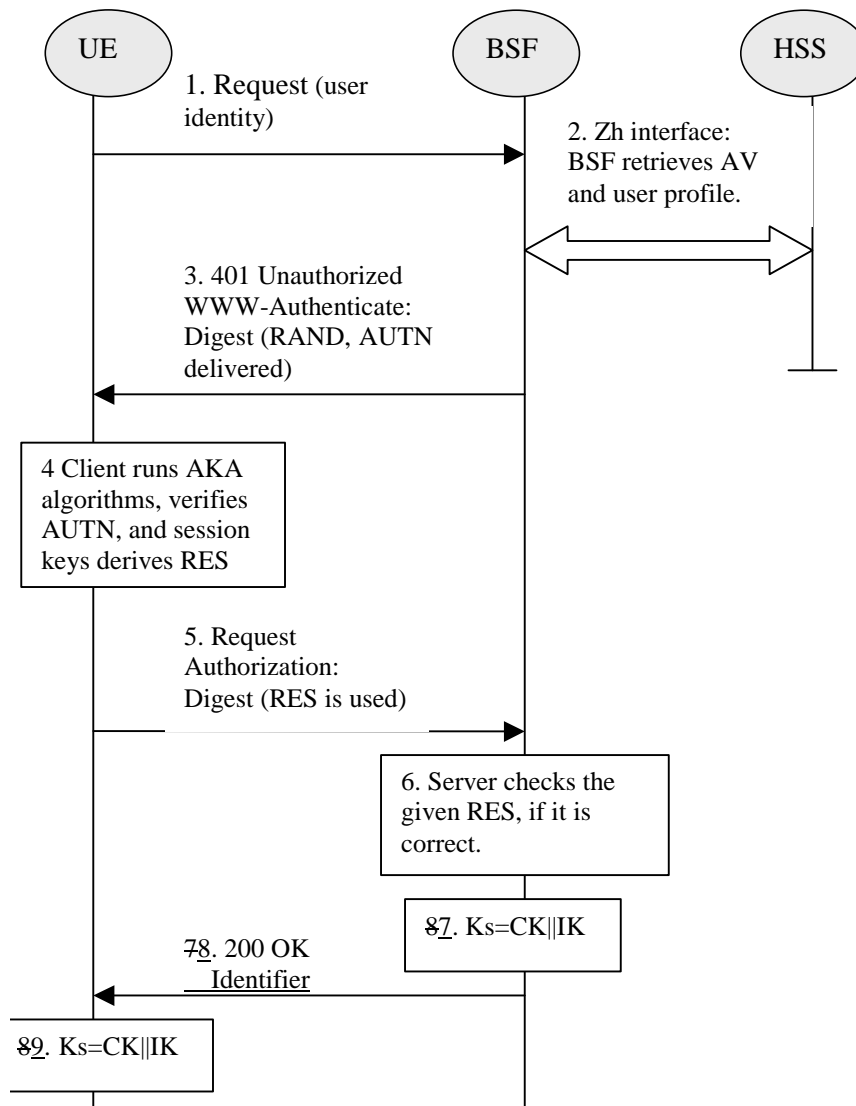 UE
BSF
HSS
1. Request (user
identity)
2. Zh interface:
BSF retrieves AV
and user profile.
3. 401 Unauthorized
WWW-Authenticate:
Digest (RAND, AUTN
delivered)
4 Client runs AKA
algorithms, verifies
AUTN, and session
keys derives RES
5. Request
Authorization:
Digest (RES is used)
6. Server checks the
given RES, if it is
correct.
87. Ks=CK||IK
78. 200 OK
Identifier
89. Ks=CK||IK